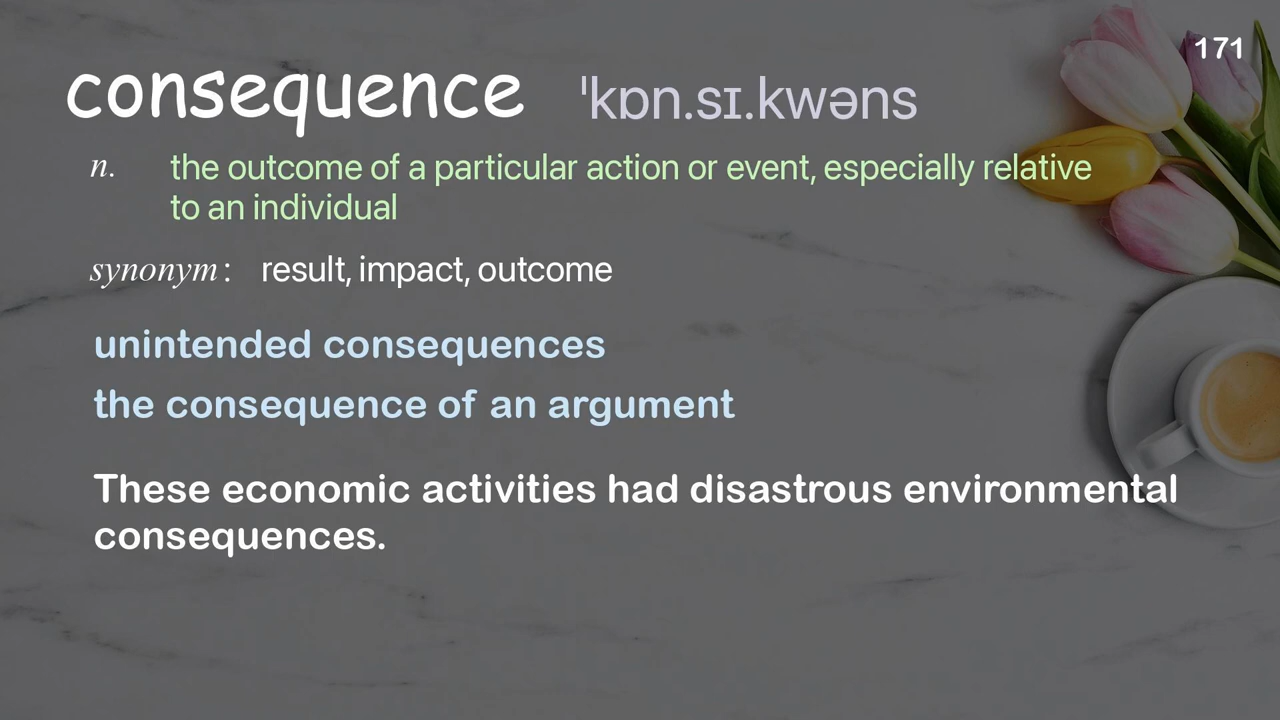 171
consequence ˈkɒn.sɪ.kwəns
n. the outcome of a particular action or event, especially relative
to an individual
synonym: result, impact, outcome
unintended consequences
the consequence of an argument
These economic activities had disastrous environmental
consequences.